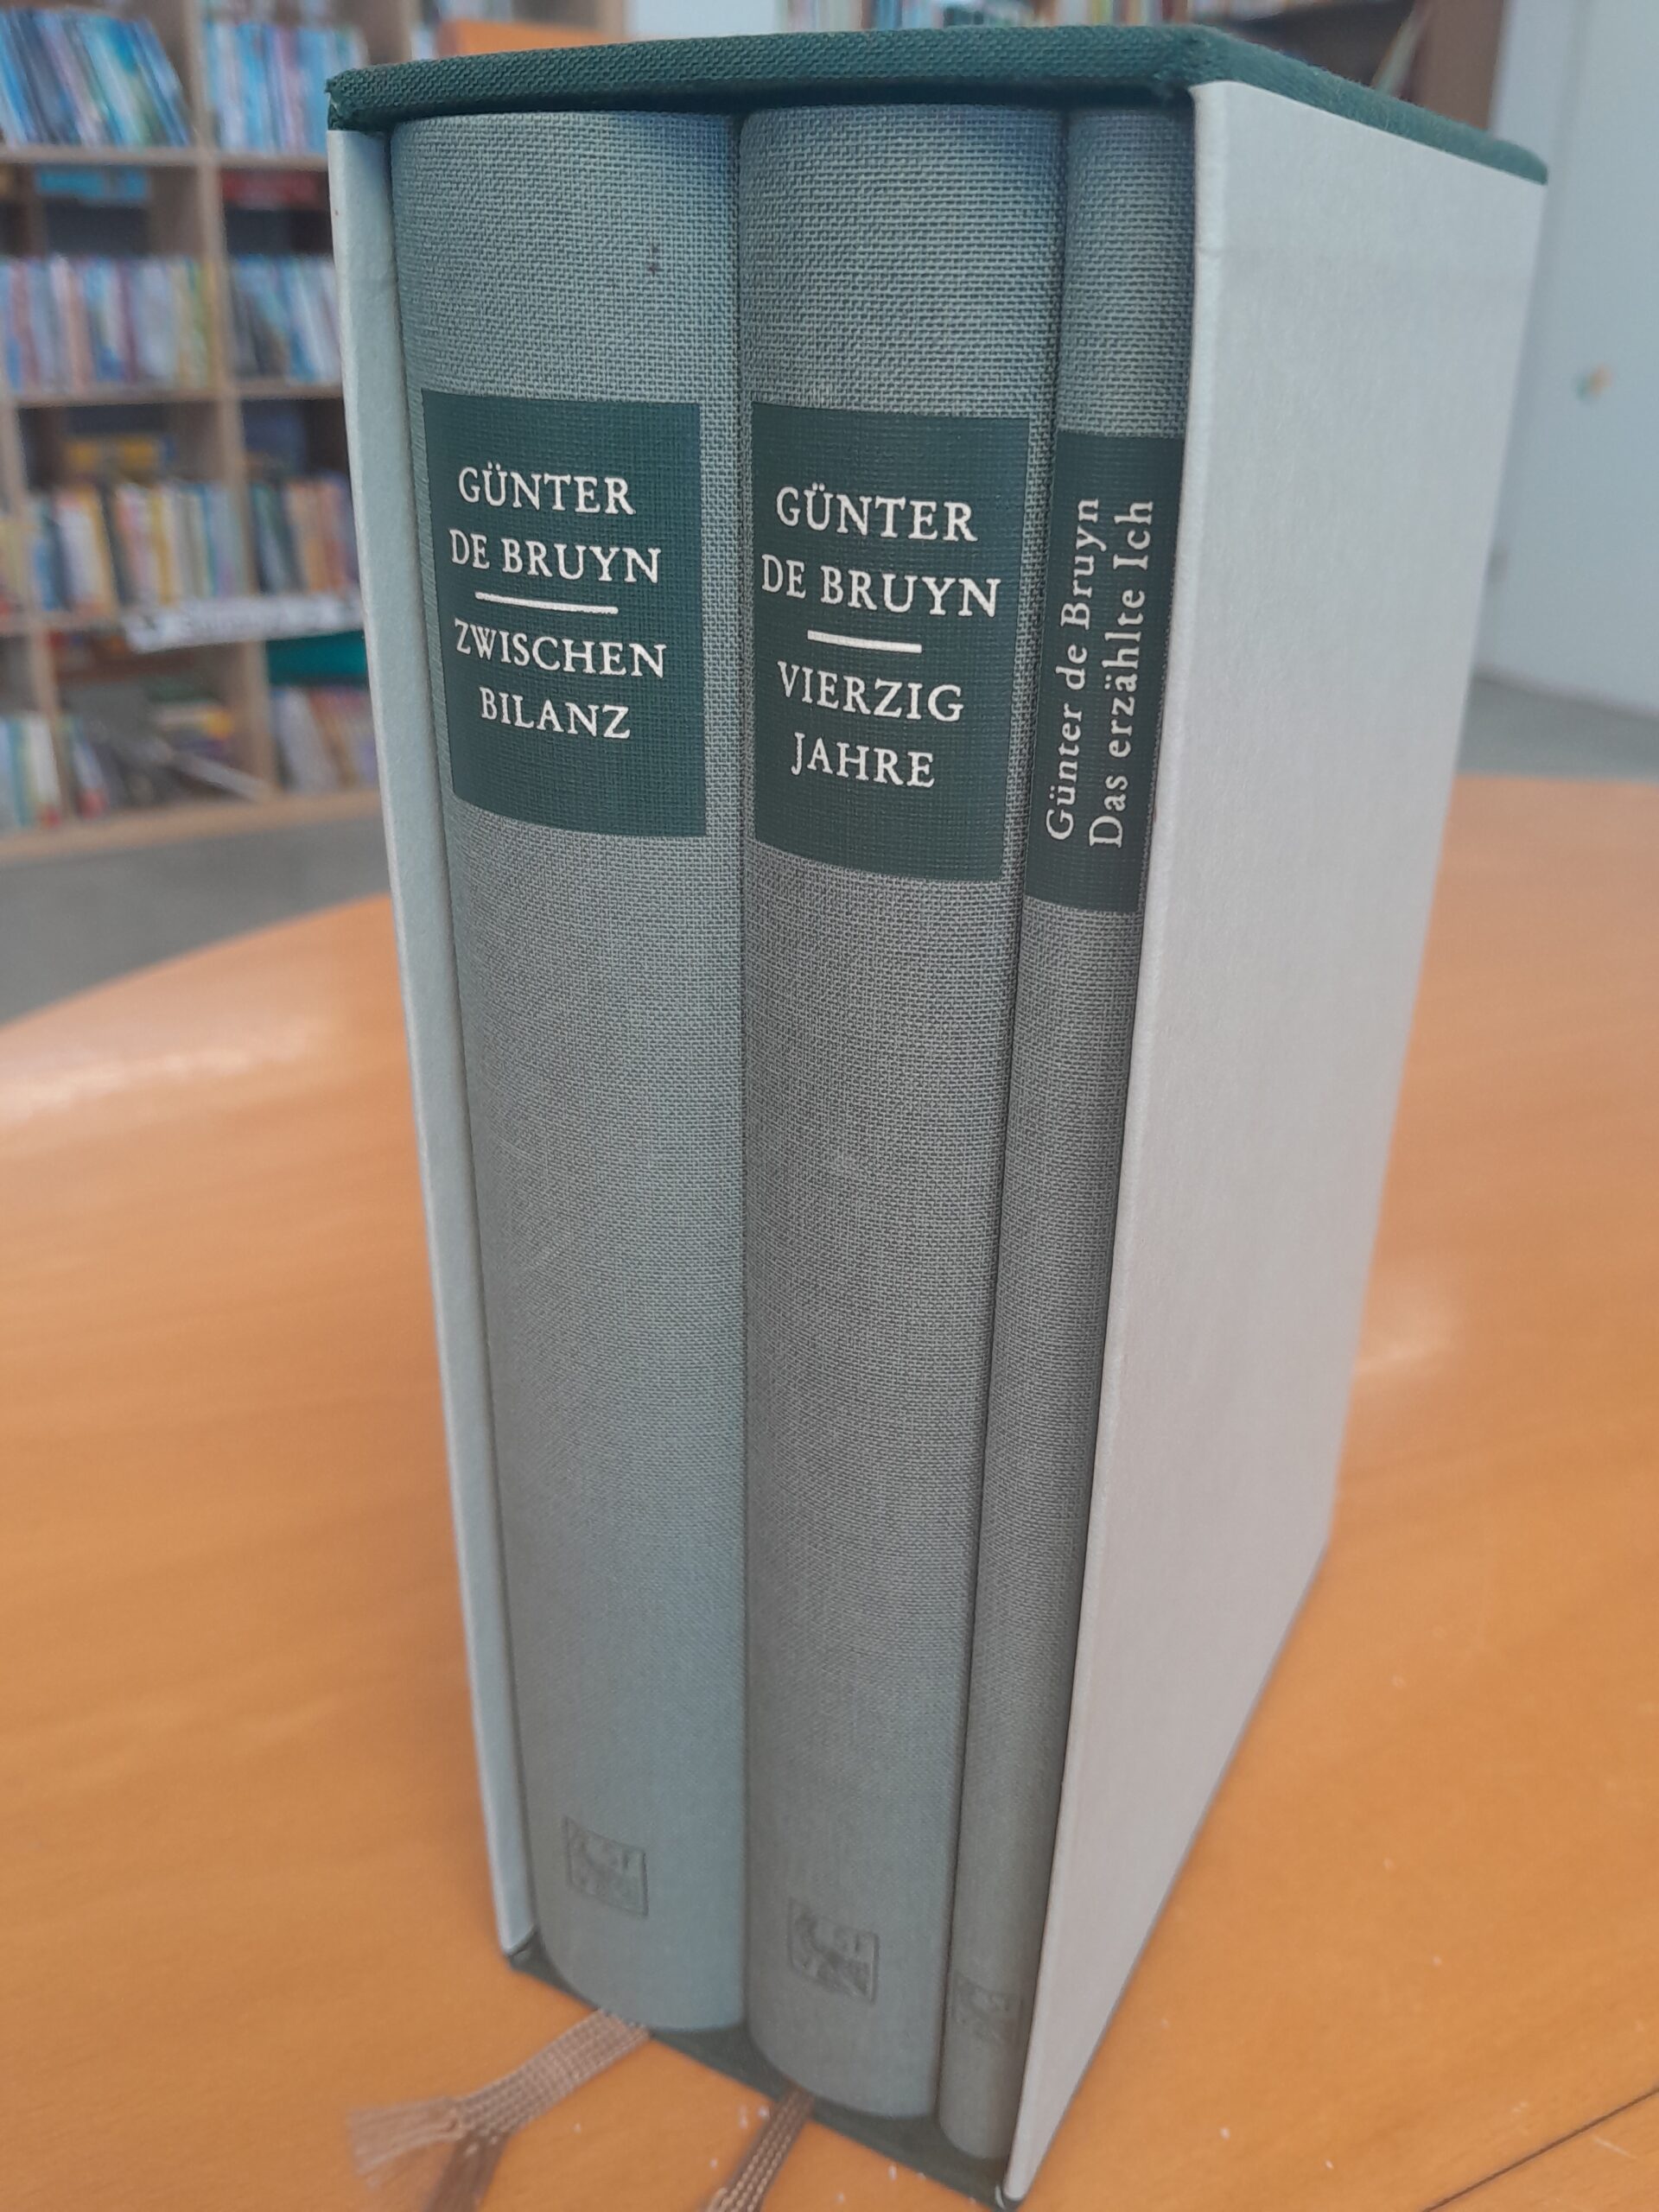 GÜNTER
DE BRUYN
ZWISCHEN
BILANZ
GÜNTER
DE BRUYN
VIERZIG
JAHRE
Günter de Bruyn
Das erzählte Ich